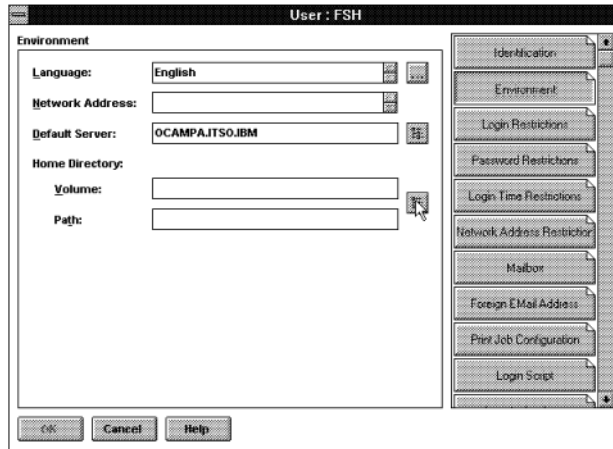 User : FSH
Environment
Language: English ...
Network Address:
Default Server: OCAMPA.ITSO.IBM
Home Directory:
Volume:
Path:
Identification
Environment
Login Restrictions
Password Restrictions
Login Time Restrictions
Network Address Restriction
Mailbox
Foreign EMail Address
Print Job Configuration
Login Script
OK Cancel Help